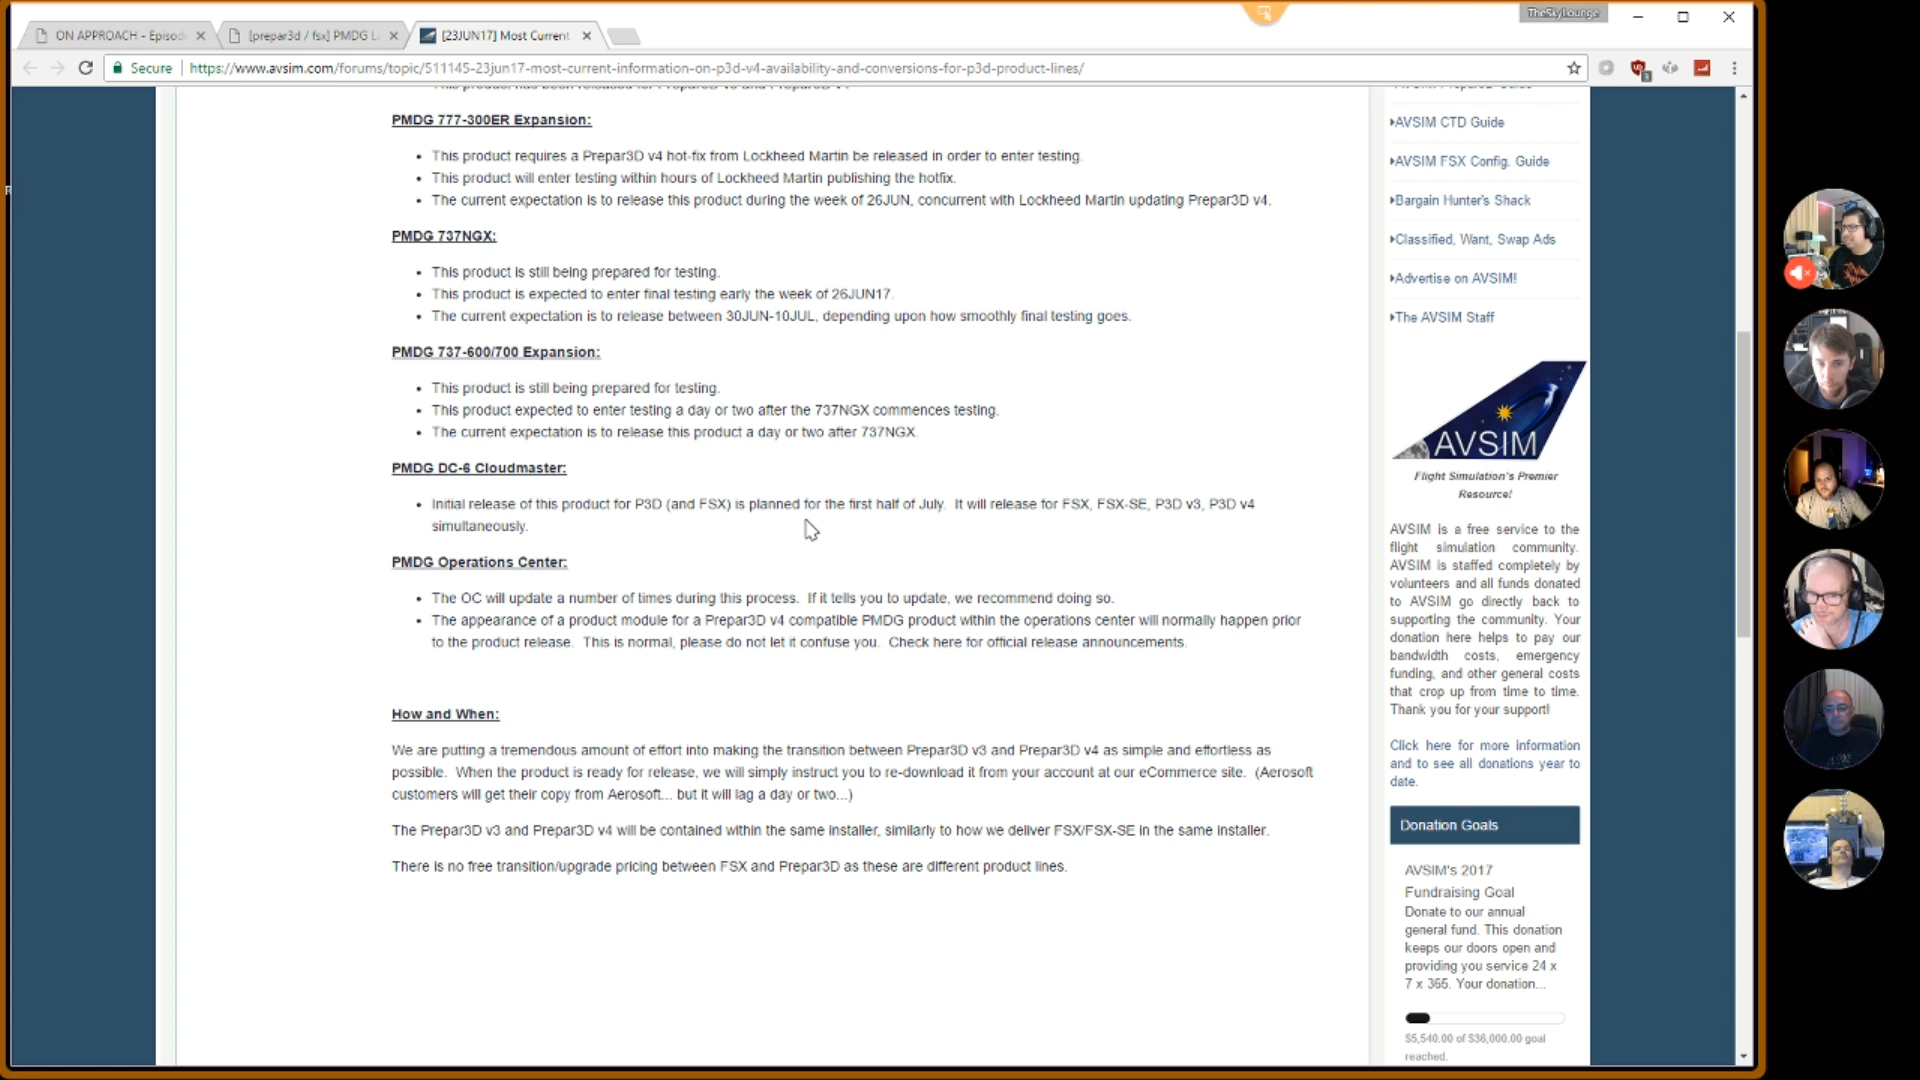 TheSkyLounge
ON APPROACH - Episod
[prepar3d / fsx] PMDG L
[23JUN17] Most Current
Secure
https://www.avsim.com/forums/topic/511145-23jun17-most-current-information-on-p3d-v4-availability-and-conversions-for-p3d-product-lines/
This product has been released for Prepar3D v3 and Prepar3D v4
PMDG 777-300ER Expansion:
This product requires a Prepar3D v4 hot-fix from Lockheed Martin be released in order to enter testing.
This product will enter testing within hours of Lockheed Martin publishing the hotfix.
The current expectation is to release this product during the week of 26JUN, concurrent with Lockheed Martin updating Prepar3D v4.
PMDG 737NGX:
This product is still being prepared for testing.
This product is expected to enter final testing early the week of 26JUN17.
The current expectation is to release between 30JUN-10JUL, depending upon how smoothly final testing goes.
PMDG 737-600/700 Expansion:
This product is still being prepared for testing.
This product expected to enter testing a day or two after the 737NGX commences testing.
The current expectation is to release this product a day or two after 737NGX.
PMDG DC-6 Cloudmaster:
Initial release of this product for P3D (and FSX) is planned for the first half of July.  It will release for FSX, FSX-SE, P3D v3, P3D v4
simultaneously.
PMDG Operations Center:
The OC will update a number of times during this process.  If it tells you to update, we recommend doing so.
The appearance of a product module for a Prepar3D v4 compatible PMDG product within the operations center will normally happen prior
to the product release.  This is normal, please do not let it confuse you.  Check here for official release announcements.
How and When:
We are putting a tremendous amount of effort into making the transition between Prepar3D v3 and Prepar3D v4 as simple and effortless as
possible.  When the product is ready for release, we will simply instruct you to re-download it from your account at our eCommerce site.  (Aerosoft
customers will get their copy from Aerosoft... but it will lag a day or two...)
The Prepar3D v3 and Prepar3D v4 will be contained within the same installer, similarly to how we deliver FSX/FSX-SE in the same installer.
There is no free transition/upgrade pricing between FSX and Prepar3D as these are different product lines.
AVSIM Prepar3D Guide
AVSIM CTD Guide
AVSIM FSX Config. Guide
Bargain Hunter's Shack
Classified, Want, Swap Ads
Advertise on AVSIM!
The AVSIM Staff
AVSIM
Flight Simulation's Premier
Resource!
AVSIM is a free service to the
flight simulation community.
AVSIM is staffed completely by
volunteers and all funds donated
to AVSIM go directly back to
supporting the community. Your
donation here helps to pay our
bandwidth costs, emergency
funding, and other general costs
that crop up from time to time.
Thank you for your support!
Click here for more information
and to see all donations year to
date.
Donation Goals
AVSIM's 2017
Fundraising Goal
Donate to our annual
general fund. This donation
keeps our doors open and
providing you service 24 x
7 x 365. Your donation...
$5,540.00 of $36,000.00 goal
reached.